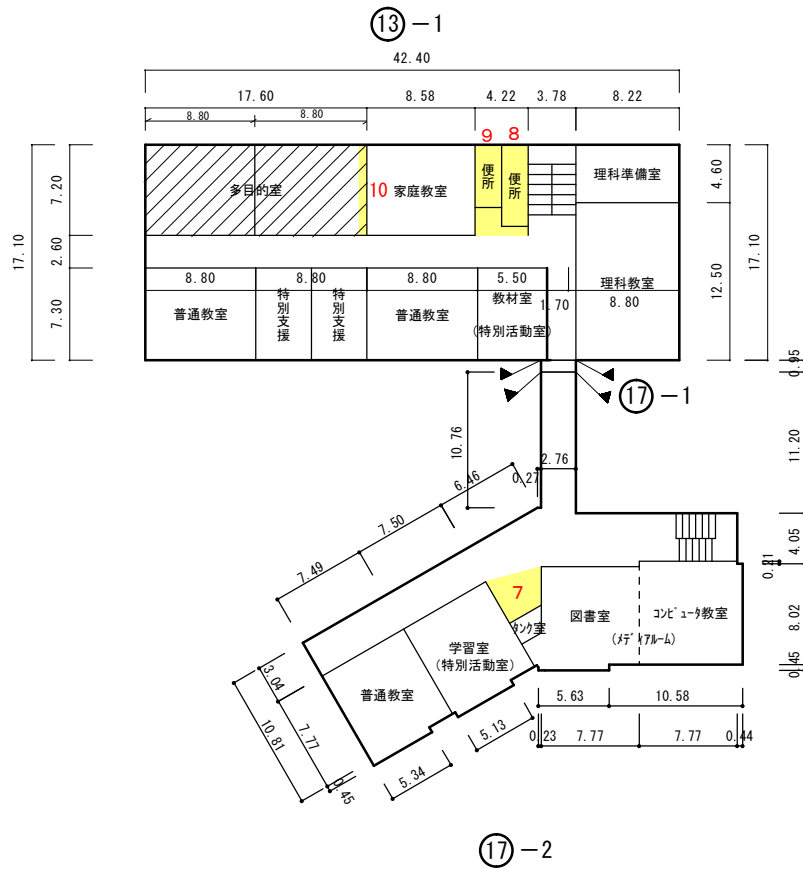 ⑬-1
42.40
17.60 8.58 4.22 3.78 8.22
8.80 8.80
9 8
17.10
7.20
2.60
7.30
多目的室
10
家庭教室
便所
便所
理科準備室
4.60
12.50
17.10
8.80 8.80 8.80 5.50
普通教室
特別支援
特別支援
普通教室
教材室
(特別活動室)
1.70
理科教室
8.80
0.95
⑰-1
10.76
11.20
2.76
0.27
6.46
7.50
7.49
4.05
0.21
8.02
0.45
7
タンク室
図書室
コンピュータ教室
(メディアルーム)
学習室
(特別活動室)
普通教室
3.04
10.81
7.77
0.45
5.34
5.13
5.63 10.58
0.23 7.77 7.77 0.44
⑰-2